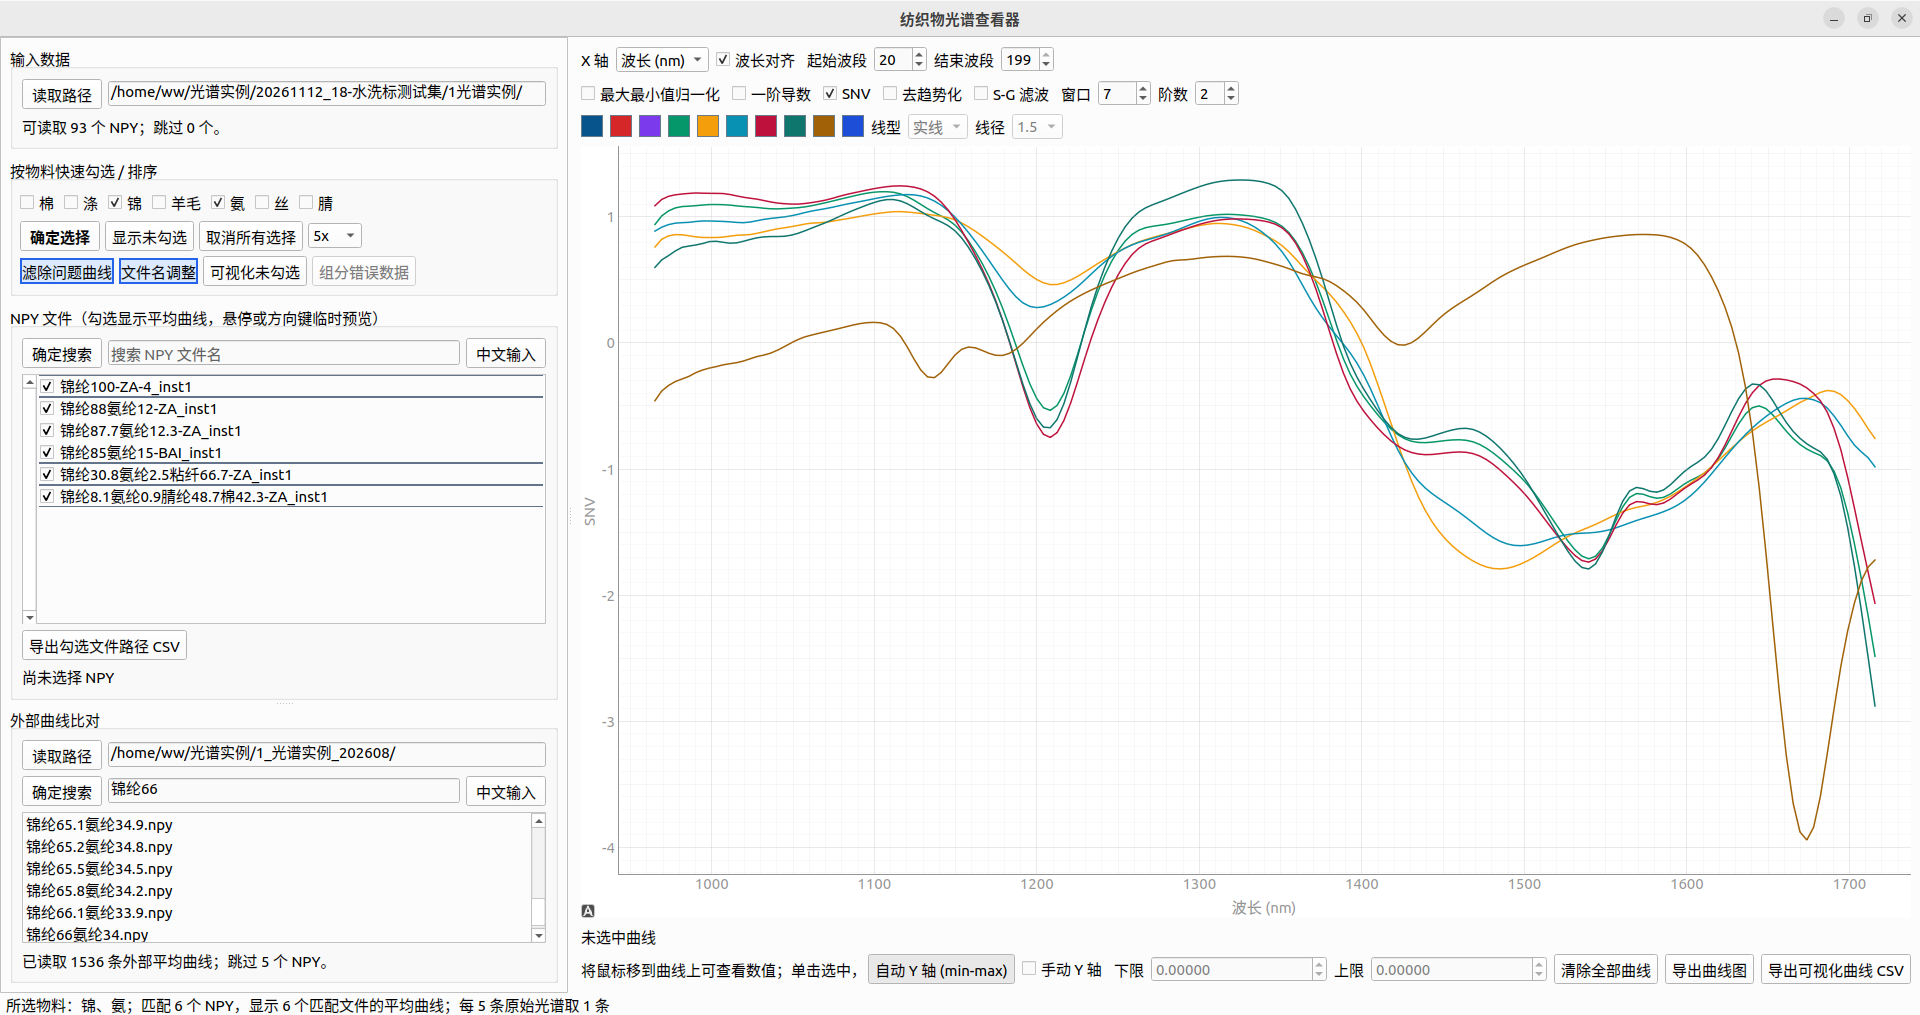 纺织物光谱查看器
输入数据
读取路径 /home/ww/光谱实例/20261112_18-水洗标测试集/1光谱实例/
可读取 93 个 NPY；跳过 0 个。
按物料快速勾选 / 排序
棉 涤 锦 羊毛 氨 丝 腈
确定选择 显示未勾选 取消所有选择 5x
滤除问题曲线 文件名调整 可视化未勾选 组分错误数据
NPY 文件（勾选显示平均曲线，悬停或方向键临时预览）
确定搜索 搜索 NPY 文件名 中文输入
锦纶100-ZA-4_inst1
锦纶88氨纶12-ZA_inst1
锦纶87.7氨纶12.3-ZA_inst1
锦纶85氨纶15-BAI_inst1
锦纶30.8氨纶2.5粘纤66.7-ZA_inst1
锦纶8.1氨纶0.9腈纶48.7棉42.3-ZA_inst1
导出勾选文件路径 CSV
尚未选择 NPY
外部曲线比对
读取路径 /home/ww/光谱实例/1_光谱实例_202608/
确定搜索 锦纶66 中文输入
锦纶65.1氨纶34.9.npy
锦纶65.2氨纶34.8.npy
锦纶65.5氨纶34.5.npy
锦纶65.8氨纶34.2.npy
锦纶66.1氨纶33.9.npy
锦纶66氨纶34.npy
已读取 1536 条外部平均曲线；跳过 5 个 NPY。
X 轴 波长 (nm) 波长对齐 起始波段 20 结束波段 199
最大最小值归一化 一阶导数 SNV 去趋势化 S-G 滤波 窗口 7 阶数 2
线型 实线 线径 1.5
1
0
-1
-2
-3
-4
SNV
1000 1100 1200 1300 1400 1500 1600 1700
波长 (nm)
A
未选中曲线
将鼠标移到曲线上可查看数值；单击选中， 自动 Y 轴 (min-max) 手动 Y 轴 下限 0.00000 上限 0.00000 清除全部曲线 导出曲线图 导出可视化曲线 CSV
所选物料：锦、氨；匹配 6 个 NPY，显示 6 个匹配文件的平均曲线；每 5 条原始光谱取 1 条